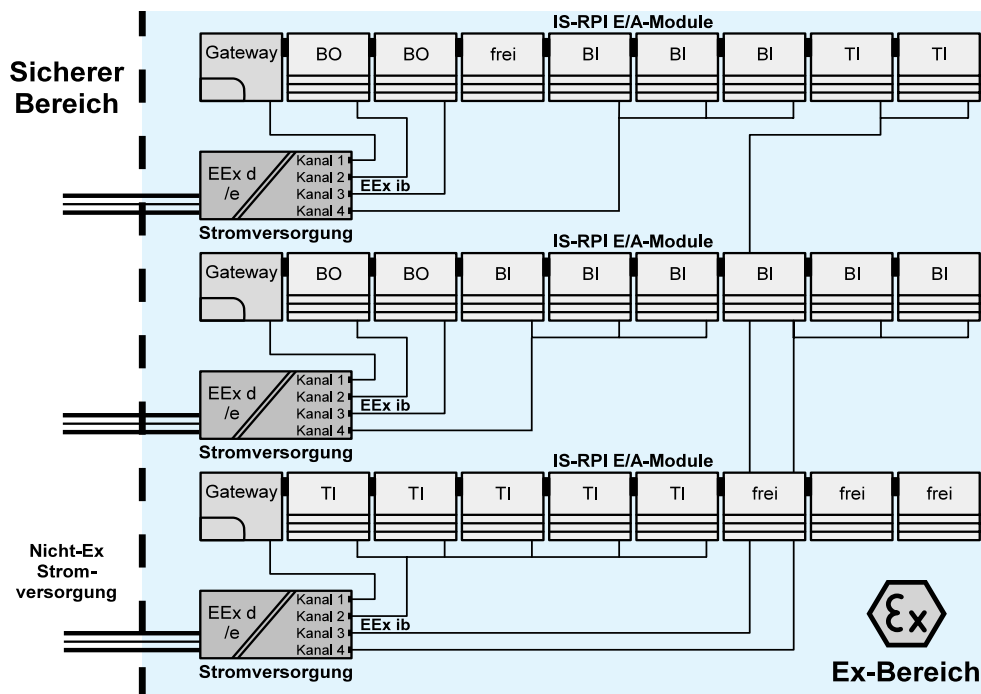 IS-RPI E/A-Module
Gateway BO BO frei BI BI BI TI TI
Sicherer
Bereich
EEx d
/e
Kanal 1
Kanal 2
Kanal 3
Kanal 4
EEx ib
Stromversorgung
IS-RPI E/A-Module
Gateway BO BO BI BI BI BI BI BI
EEx d
/e
Kanal 1
Kanal 2
Kanal 3
Kanal 4
EEx ib
Stromversorgung
IS-RPI E/A-Module
Gateway TI TI TI TI TI frei frei frei
Nicht-Ex
Strom-
versorgung
EEx d
/e
Kanal 1
Kanal 2
Kanal 3
Kanal 4
EEx ib
Stromversorgung
Ex
Ex-Bereich